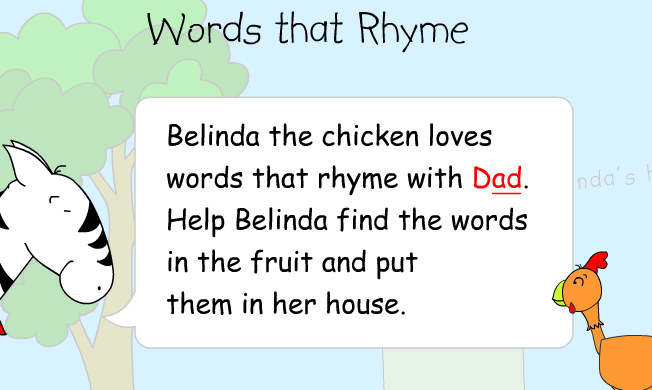 Words that Rhyme
Belinda the chicken loves
words that rhyme with Dad.
Help Belinda find the words
in the fruit and put
them in her house.